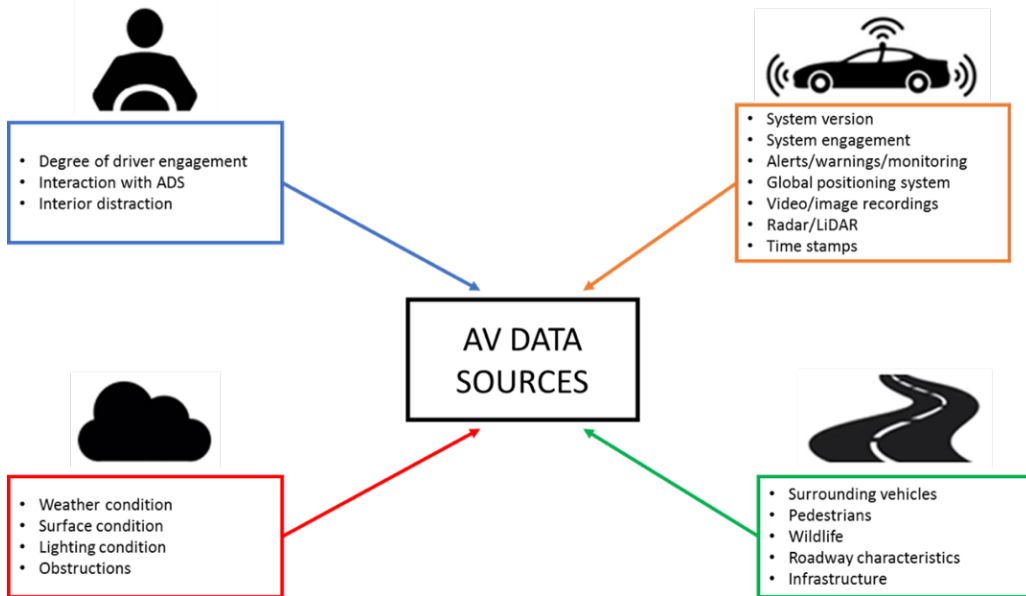 • Degree of driver engagement
• Interaction with ADS
• Interior distraction
• System version
• System engagement
• Alerts/warnings/monitoring
• Global positioning system
• Video/image recordings
• Radar/LiDAR
• Time stamps
AV DATA
SOURCES
• Weather condition
• Surface condition
• Lighting condition
• Obstructions
• Surrounding vehicles
• Pedestrians
• Wildlife
• Roadway characteristics
• Infrastructure